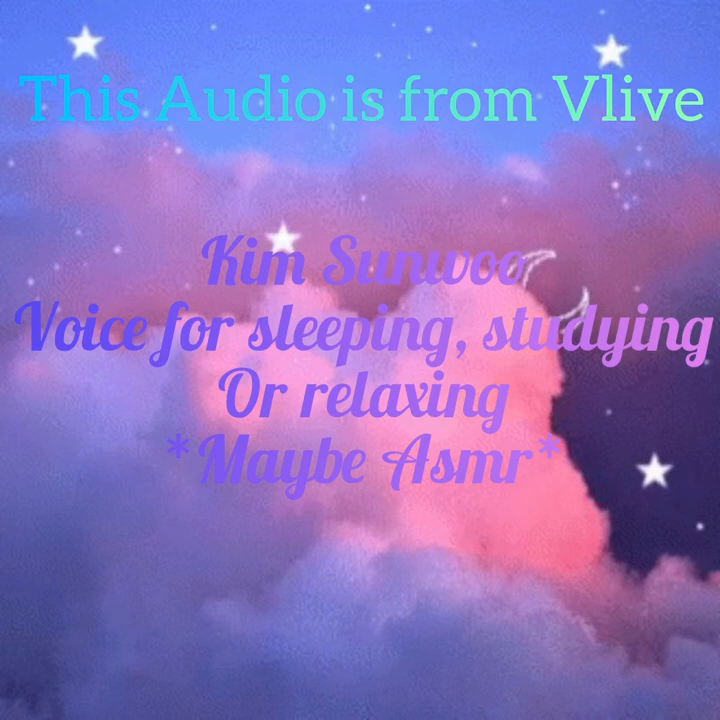 This Audio is from Vlive
Kim Sunwoo
Voice for sleeping, studying
Or relaxing
*Maybe Asmr*